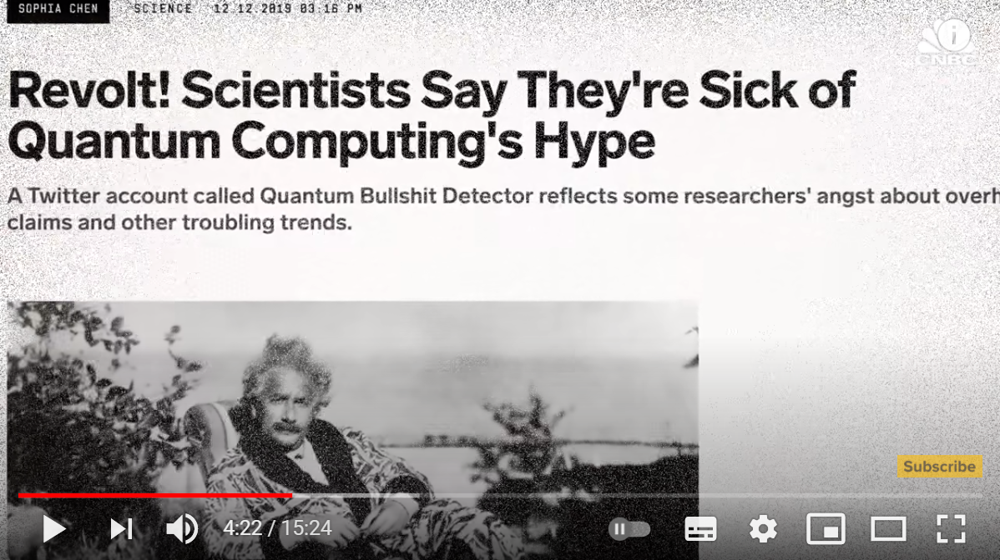 SOPHIA CHEN SCIENCE 12.12.2019 03:16 PM
CNBC
Revolt! Scientists Say They're Sick of
Quantum Computing's Hype
A Twitter account called Quantum Bullshit Detector reflects some researchers' angst about overh
claims and other troubling trends.
Subscribe
4:22 / 15:24